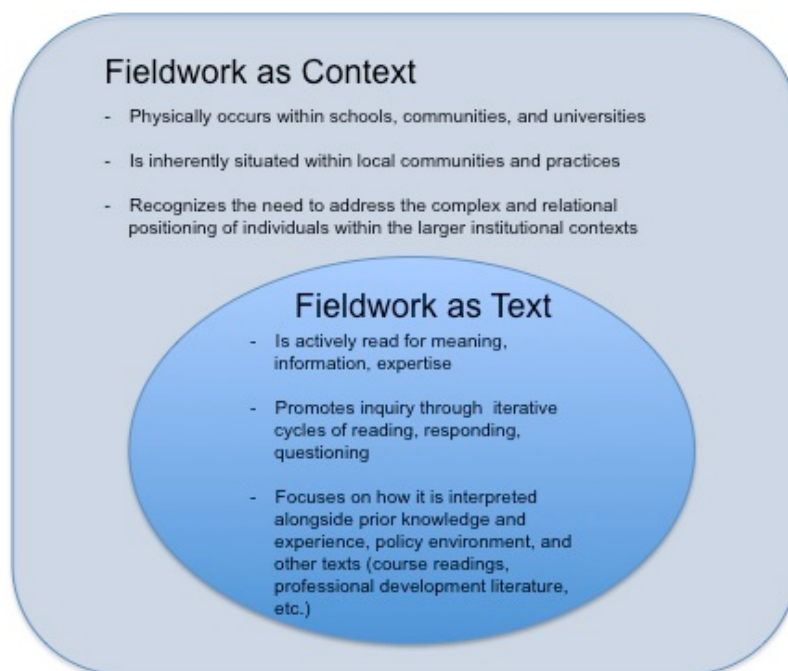 Fieldwork as Context
- Physically occurs within schools, communities, and universities
- Is inherently situated within local communities and practices
- Recognizes the need to address the complex and relational
positioning of individuals within the larger institutional contexts
Fieldwork as Text
- Is actively read for meaning,
information, expertise
- Promotes inquiry through iterative
cycles of reading, responding,
questioning
- Focuses on how it is interpreted
alongside prior knowledge and
experience, policy environment, and
other texts (course readings,
professional development literature,
etc.)